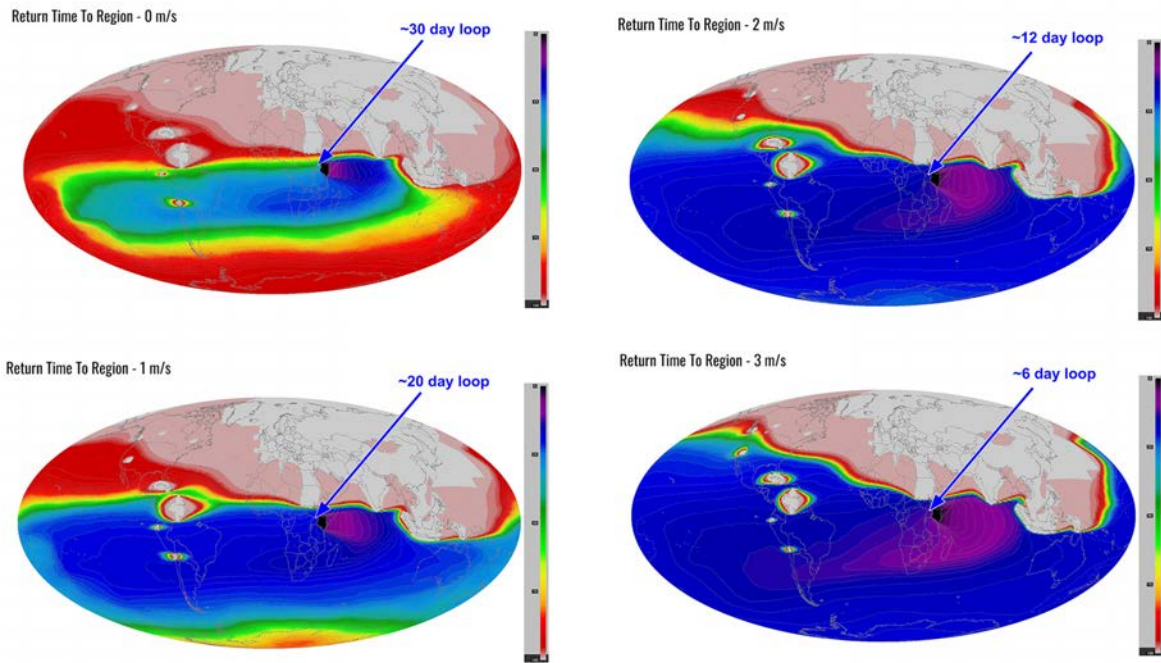 Return Time To Region - 0 m/s
~30 day loop
Return Time To Region - 2 m/s
~12 day loop
Return Time To Region - 1 m/s
~20 day loop
Return Time To Region - 3 m/s
~6 day loop